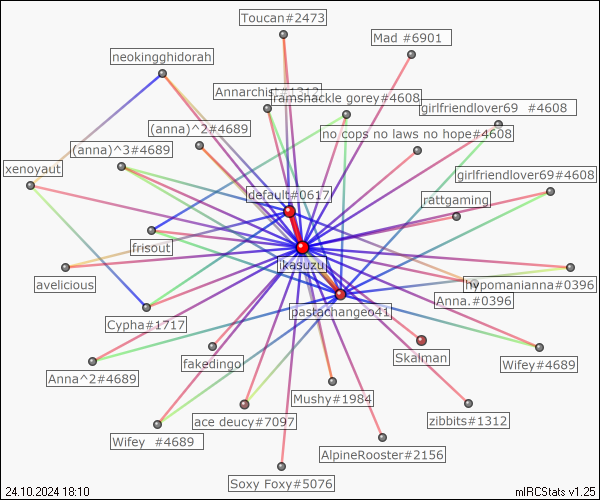 Toucan#2473
Mad #6901
neokingghidorah
Annarchist#1312
ramshackle gorey#4608
girlfriendlover69 #4608
(anna)^2#4689
no cops no laws no hope#4608
(anna)^3#4689
xenoyaut
girlfriendlover69#4608
default#0617
rattgaming
frisout
ikasuzu
avelicious
hypomanianna#0396
Anna.#0396
pastachangeo41
Cypha#1717
Skalman
fakedingo
Wifey#4689
Anna^2#4689
Mushy#1984
ace deucy#7097
zibbits#1312
Wifey #4689
AlpineRooster#2156
Soxy Foxy#5076
24.10.2024 18:10
mIRCStats v1.25